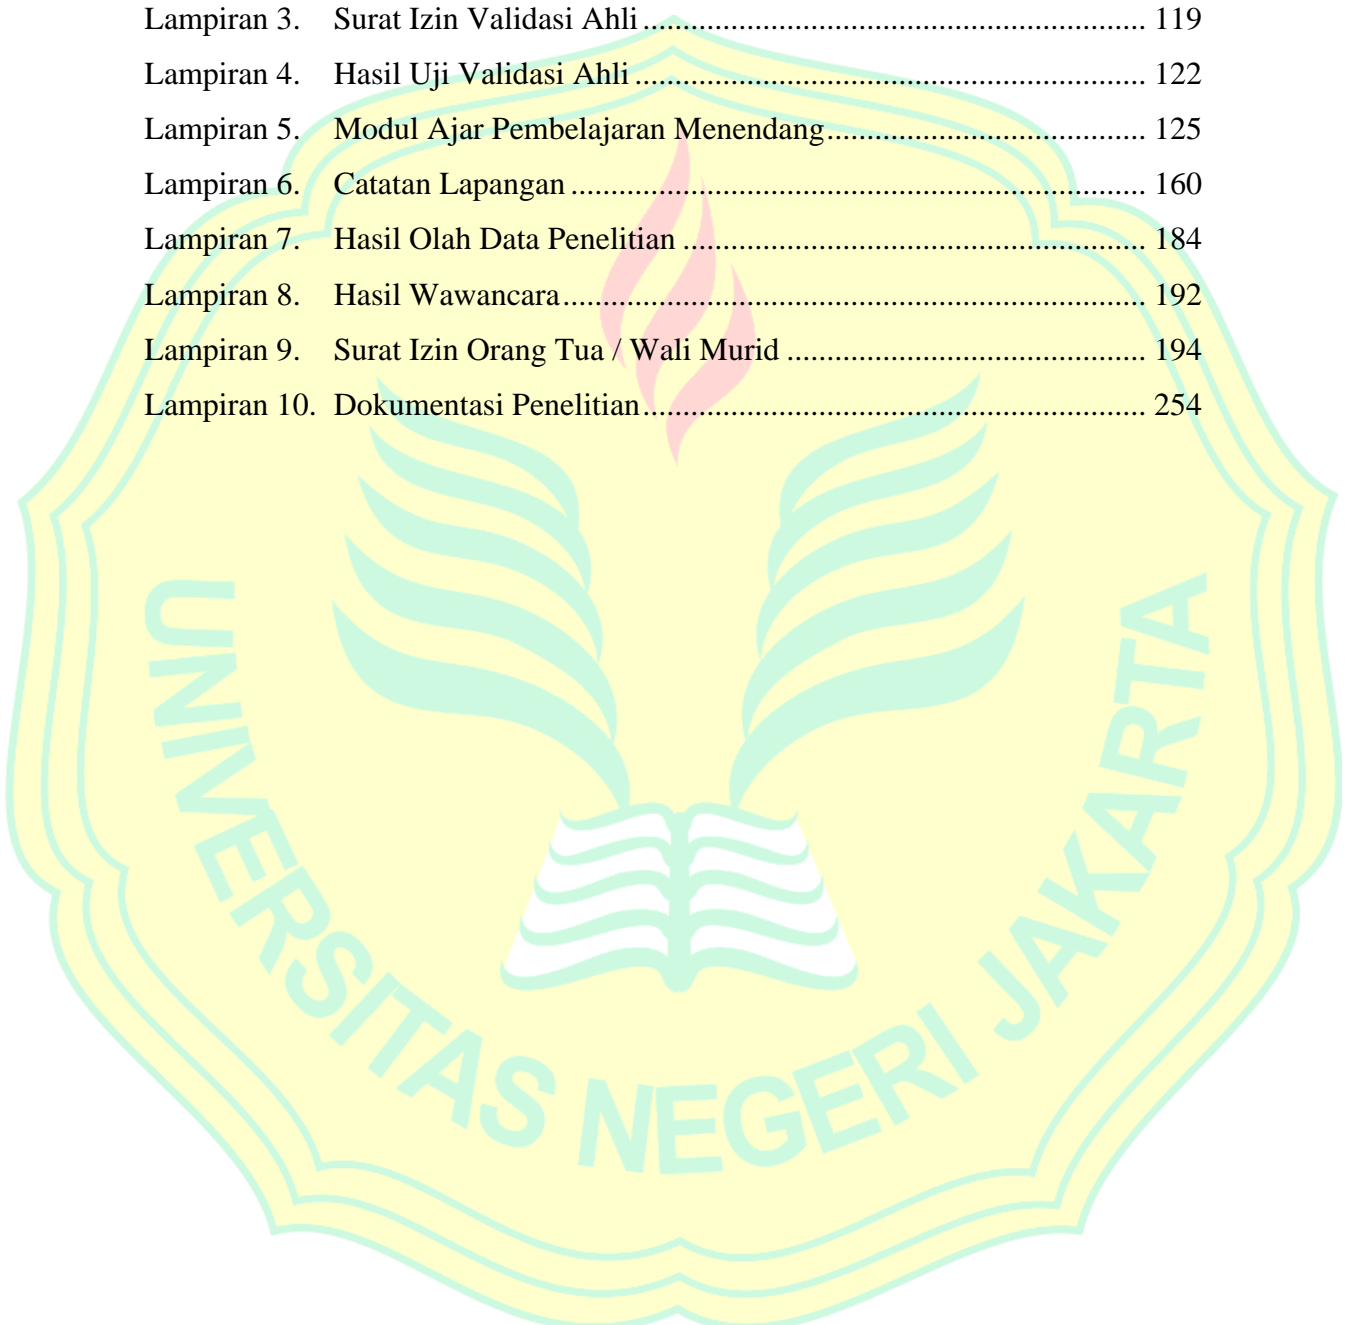 Lampiran 3. Surat Izin Validasi Ahli ................................................................ 119
Lampiran 4. Hasil Uji Validasi Ahli ................................................................ 122
Lampiran 5. Modul Ajar Pembelajaran Menendang ........................................ 125
Lampiran 6. Catatan Lapangan ........................................................................ 160
Lampiran 7. Hasil Olah Data Penelitian .......................................................... 184
Lampiran 8. Hasil Wawancara ......................................................................... 192
Lampiran 9. Surat Izin Orang Tua / Wali Murid ............................................. 194
Lampiran 10. Dokumentasi Penelitian ............................................................... 254
UNIVERSITAS NEGERI JAKARTA